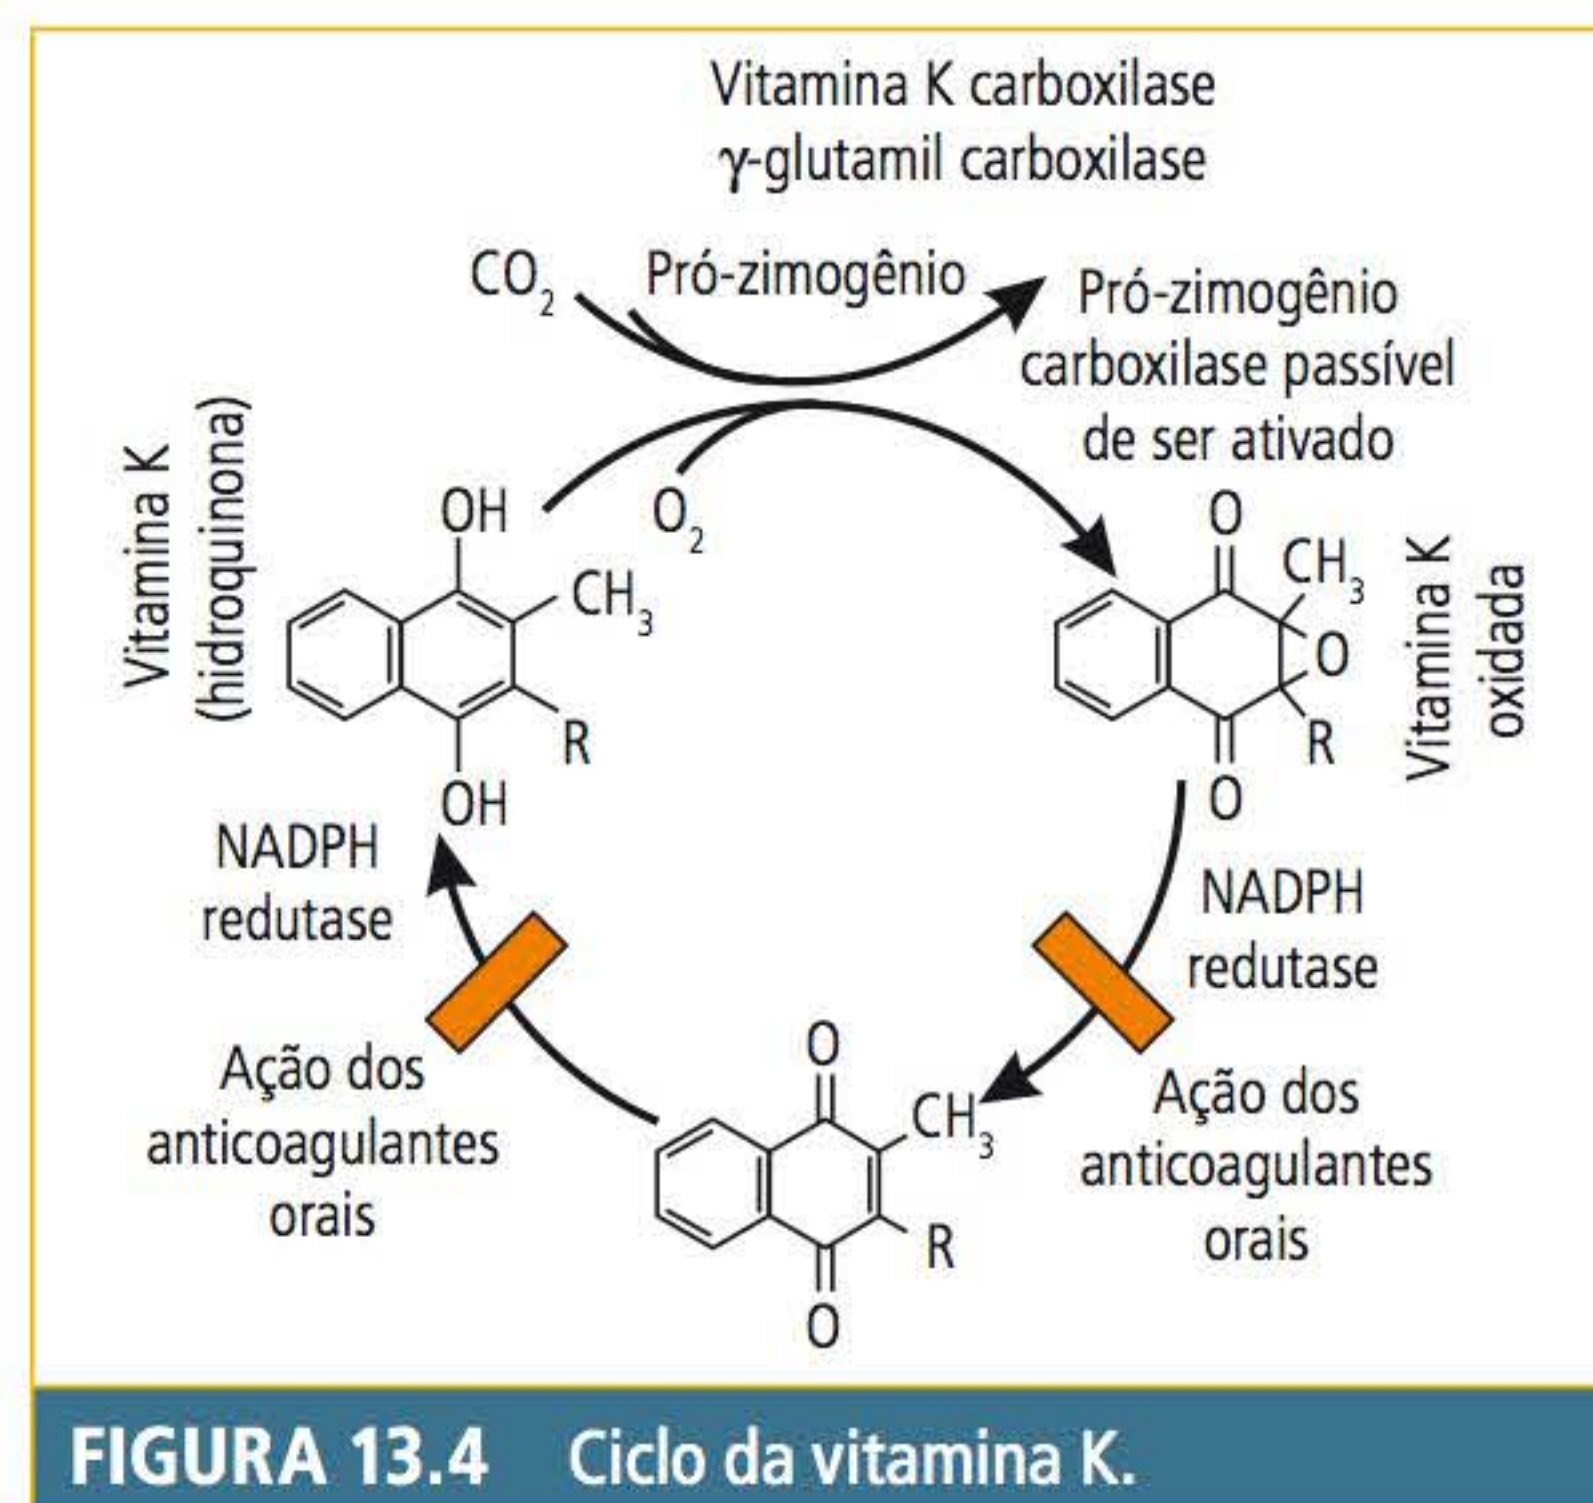 Vitamina K carboxilase
γ-glutamil carboxilase
CO₂
Pró-zimogênio
Pró-zimogênio
carboxilase passível
de ser ativado
Vitamina K
(hidroquinona)
OH
CH₃
R
OH
O₂
O
CH₃
O
R
O
Vitamina K
oxidada
NADPH
redutase
NADPH
redutase
Ação dos
anticoagulantes
orais
O
CH₃
R
O
Ação dos
anticoagulantes
orais
FIGURA 13.4 Ciclo da vitamina K.